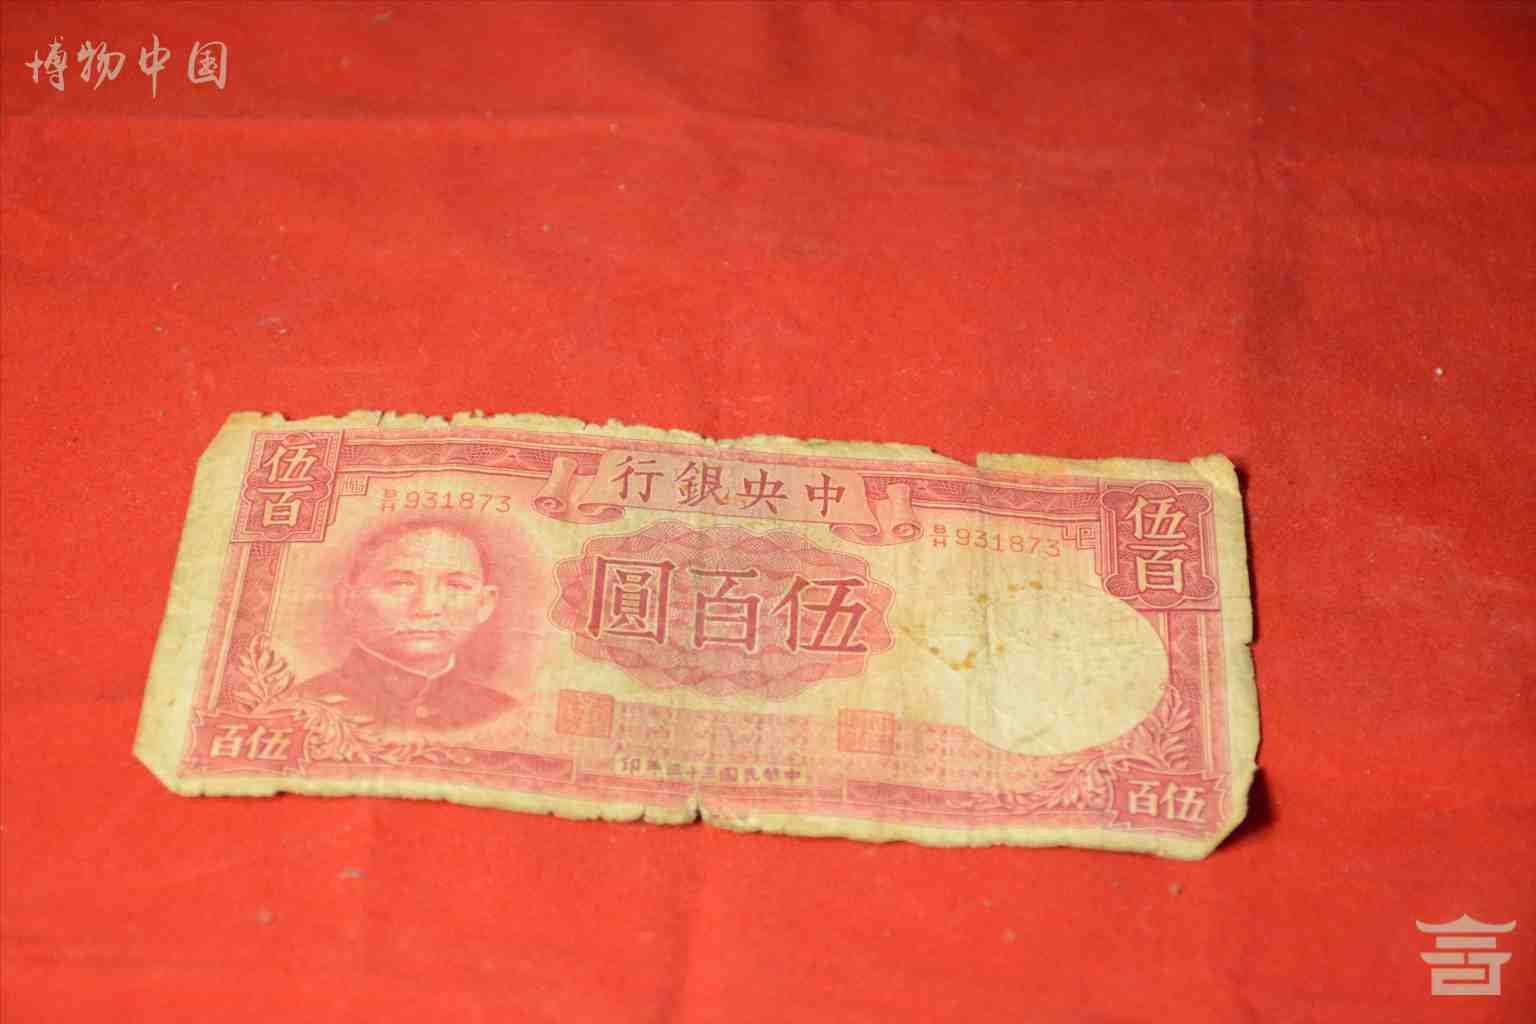 博物中国
伍百
中央銀行
伍百
B/H 931873
B/H 931873
伍百圓
中華民國三十三年印
伍百
伍百